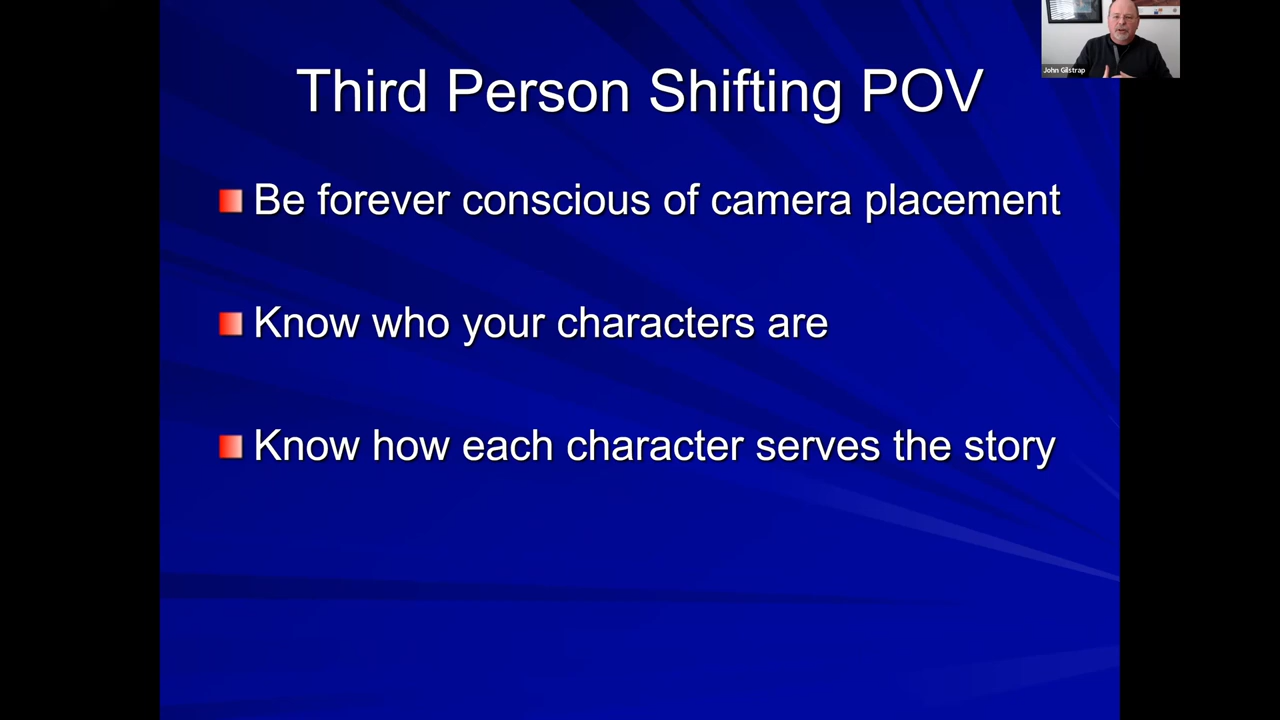 Third Person Shifting POV
John Gilstrap
Be forever conscious of camera placement
Know who your characters are
Know how each character serves the story